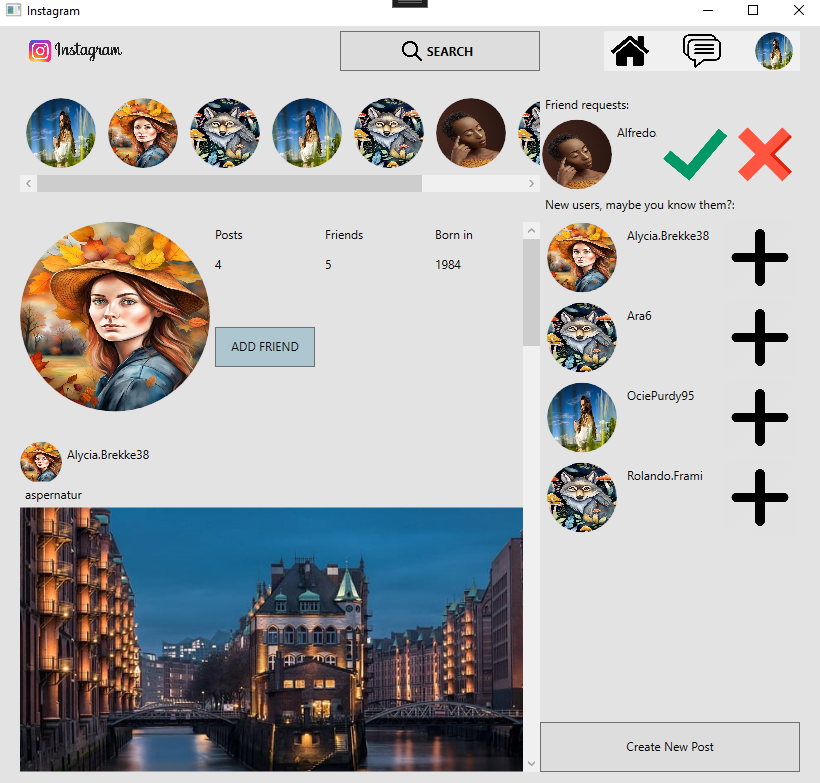 Instagram
Instagram
SEARCH
Friend requests:
Alfredo
New users, maybe you know them?:
Posts
Friends
Born in
4
5
1984
ADD FRIEND
Alycia.Brekke38
aspernatur
Alycia.Brekke38
Ara6
OciePurdy95
Rolando.Frami
Create New Post